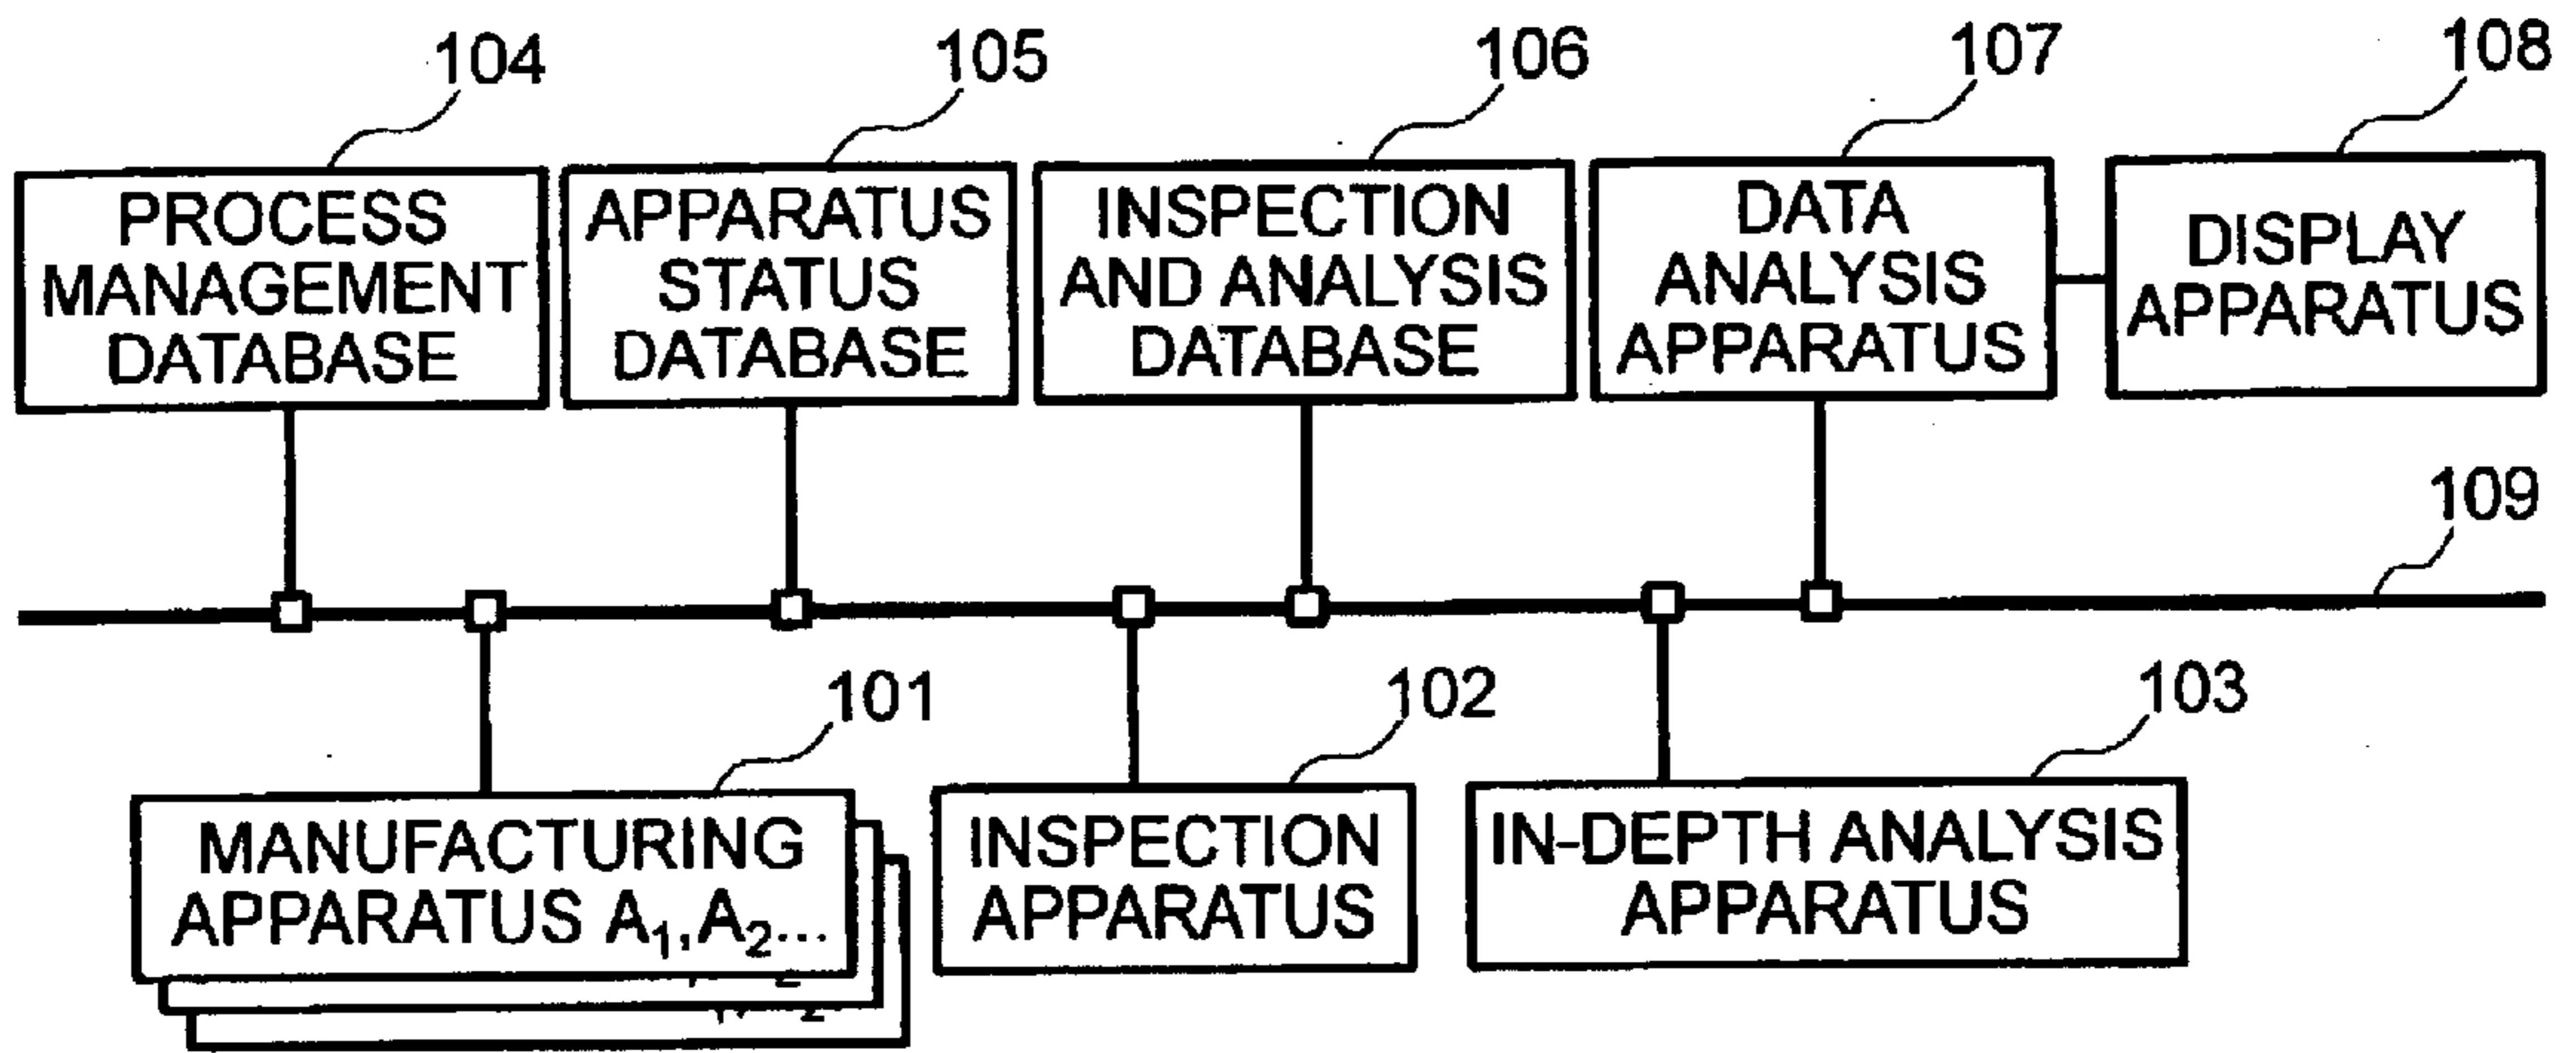 104
105
106
107
108
PROCESS
MANAGEMENT
DATABASE
APPARATUS
STATUS
DATABASE
INSPECTION
AND ANALYSIS
DATABASE
DATA
ANALYSIS
APPARATUS
DISPLAY
APPARATUS
109
101
102
103
MANUFACTURING
APPARATUS A₁,A₂...
INSPECTION
APPARATUS
IN-DEPTH ANALYSIS
APPARATUS